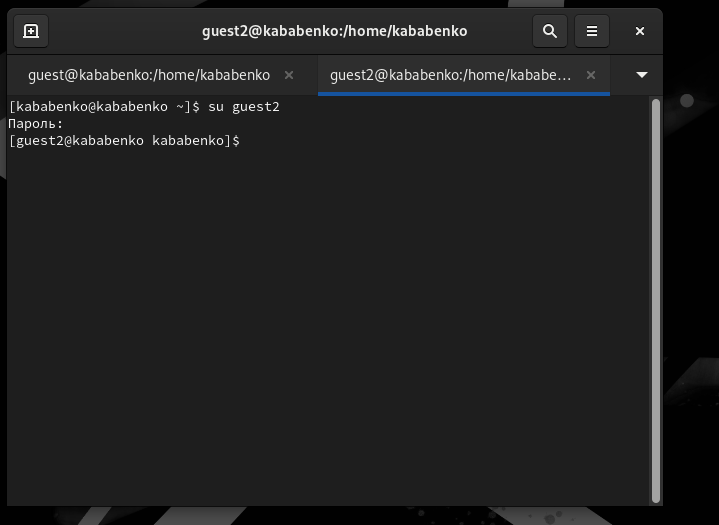 guest2@kababenko:/home/kababenko
guest@kababenko:/home/kababenko
guest2@kababenko:/home/kababe…
[kababenko@kababenko ~]$ su guest2
Пароль:
[guest2@kababenko kababenko]$